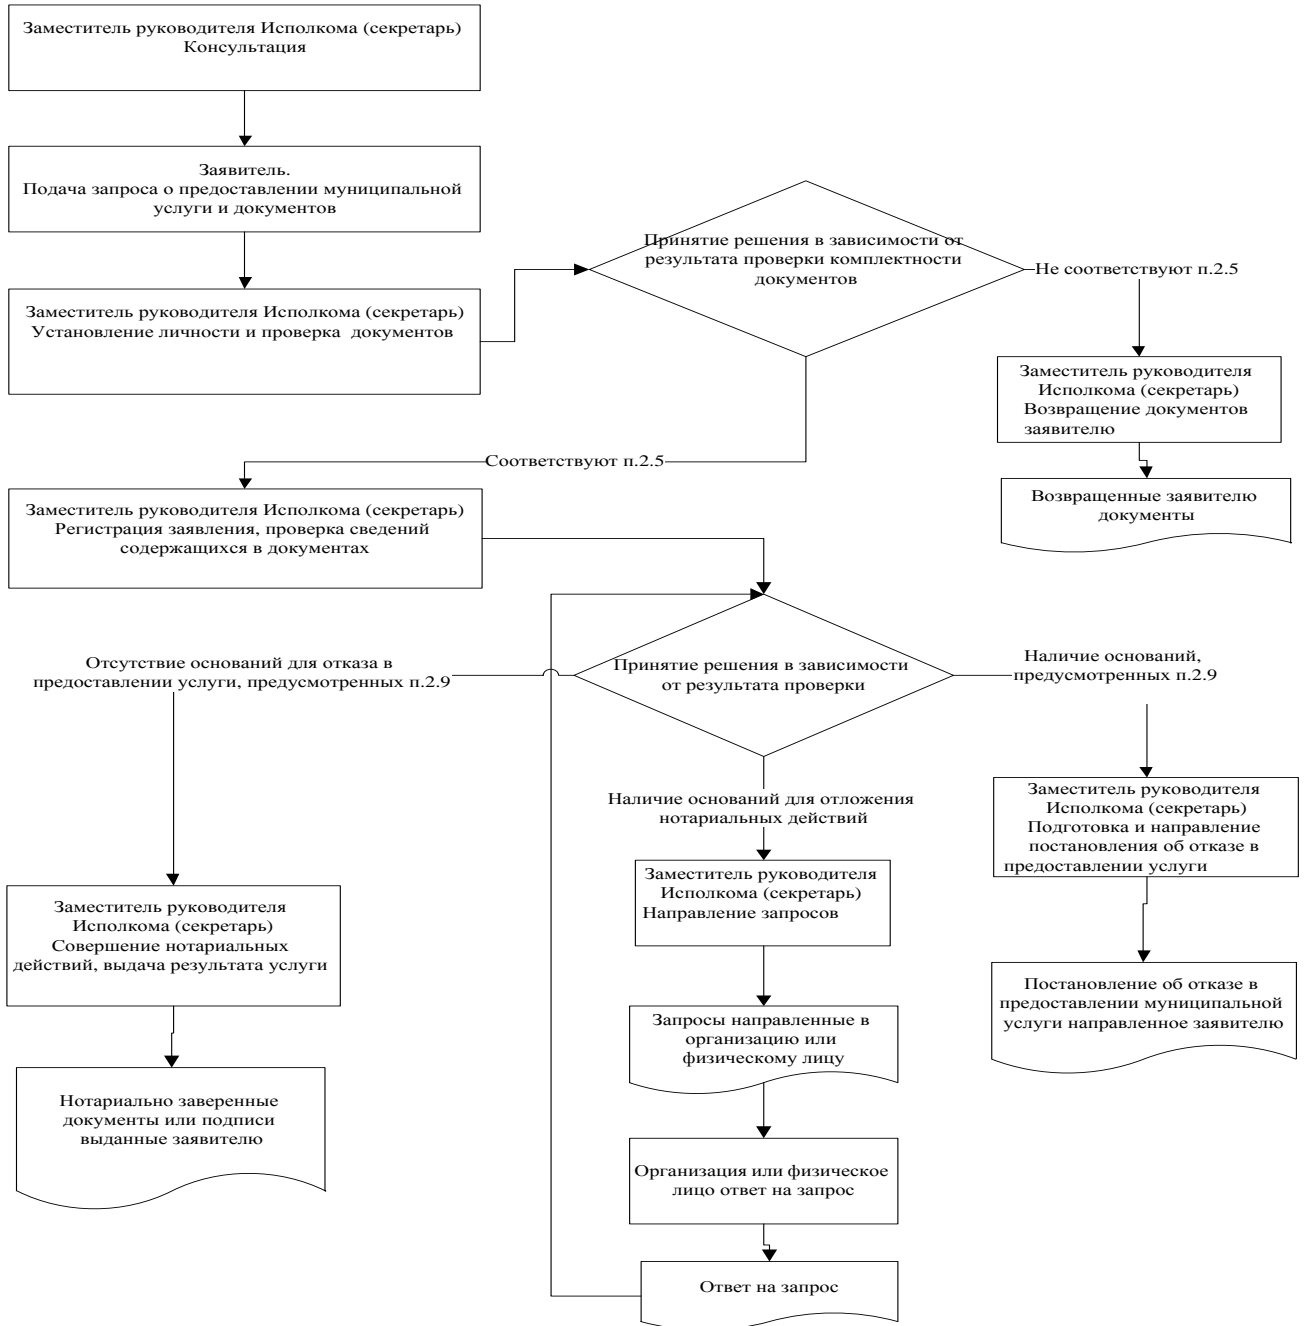 Заместитель руководителя Исполкома (секретарь)
Консультация
Заявитель.
Подача запроса о предоставлении муниципальной
услуги и документов
Заместитель руководителя Исполкома (секретарь)
Установление личности и проверка документов
Принятие решения в зависимости от
результата проверки комплектности
документов
Не соответствуют п.2.5
Заместитель руководителя
Исполкома (секретарь)
Возвращение документов
заявителю
Возвращенные заявителю
документы
Соответствуют п.2.5
Заместитель руководителя Исполкома (секретарь)
Регистрация заявления, проверка сведений
содержащихся в документах
Принятие решения в зависимости
от результата проверки
Отсутствие оснований для отказа в
предоставлении услуги, предусмотренных п.2.9
Наличие оснований,
предусмотренных п.2.9
Наличие оснований для отложения
нотариальных действий
Заместитель руководителя
Исполкома (секретарь)
Совершение нотариальных
действий, выдача результата услуги
Нотариально заверенные
документы или подписи
выданные заявителю
Заместитель руководителя
Исполкома (секретарь)
Направление запросов
Запросы направленные в
организацию или
физическому лицу
Организация или физическое
лицо ответ на запрос
Ответ на запрос
Заместитель руководителя
Исполкома (секретарь)
Подготовка и направление
постановления об отказе в
предоставлении услуги
Постановление об отказе в
предоставлении муниципальной
услуги направленное заявителю